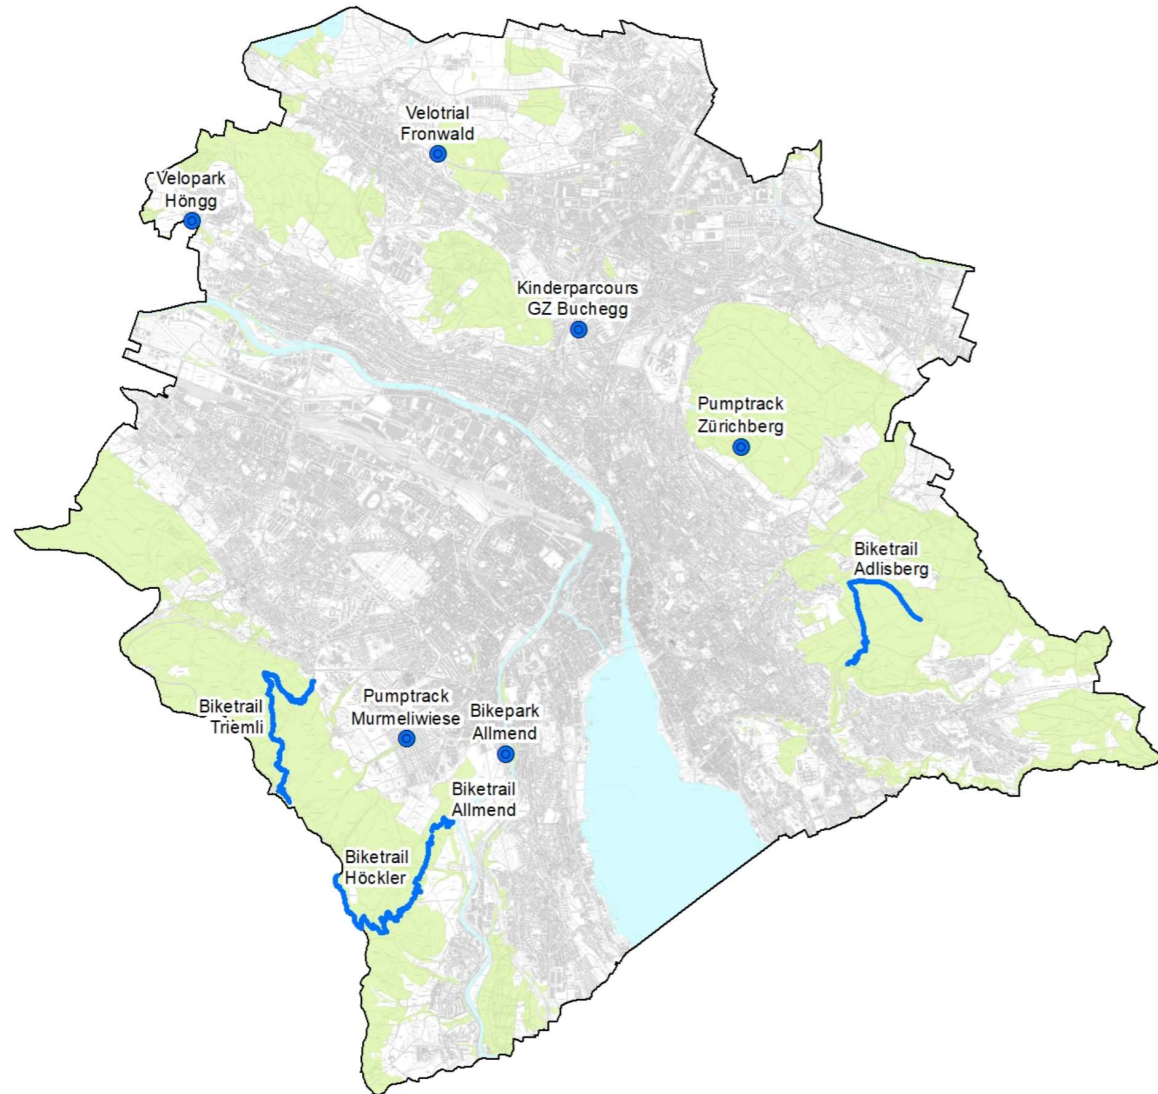 Velotrial
Fronwald
Velopark
Höngg
Kinderparcours
GZ Buchegg
Pumptrack
Zürichberg
Biketrail
Adlisberg
Biketrail
Triemli
Pumptrack
Murmeliwiese
Bikepark
Allmend
Biketrail
Allmend
Biketrail
Höckler